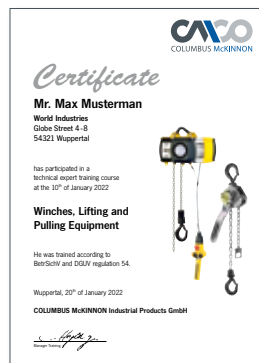 CMCO
COLUMBUS McKINNON
Certificate
Mr. Max Musterman
World Industries
Globe Street 4-8
54321 Wuppertal
has participated in a
technical expert training course
at the 10th of January 2022
Winches, Lifting and
Pulling Equipment
He was trained according to
BetrSichV and DGUV regulation 54.
Wuppertal, 20th of January 2022
COLUMBUS McKINNON Industrial Products GmbH
Manager Training